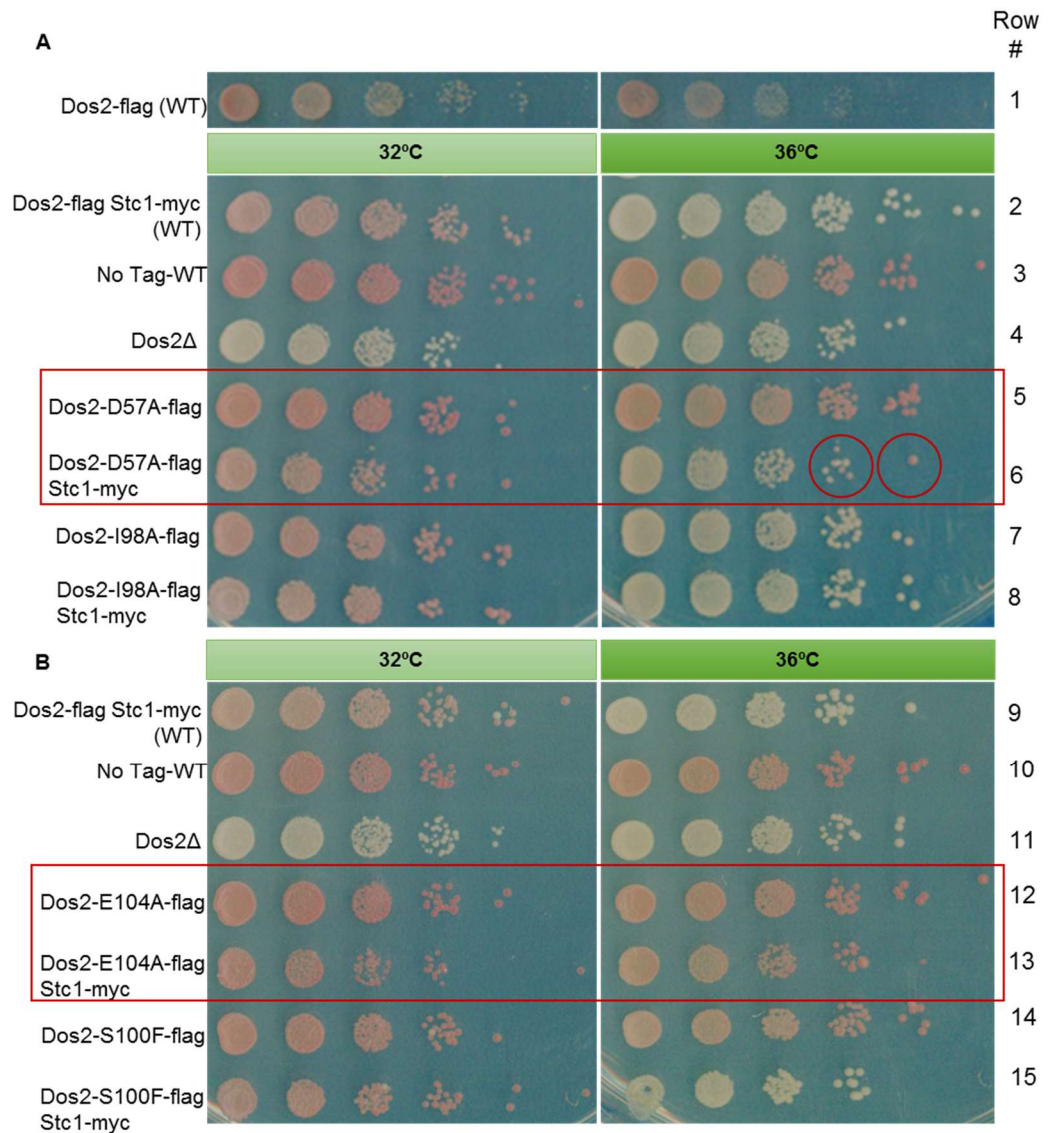 Row
#
A
Dos2-flag (WT)
1
32ºC
36ºC
Dos2-flag Stc1-myc
(WT)
2
No Tag-WT
3
Dos2Δ
4
Dos2-D57A-flag
5
Dos2-D57A-flag
Stc1-myc
6
Dos2-I98A-flag
7
Dos2-I98A-flag
Stc1-myc
8
B
32ºC
36ºC
Dos2-flag Stc1-myc
(WT)
9
No Tag-WT
10
Dos2Δ
11
Dos2-E104A-flag
12
Dos2-E104A-flag
Stc1-myc
13
Dos2-S100F-flag
14
Dos2-S100F-flag
Stc1-myc
15